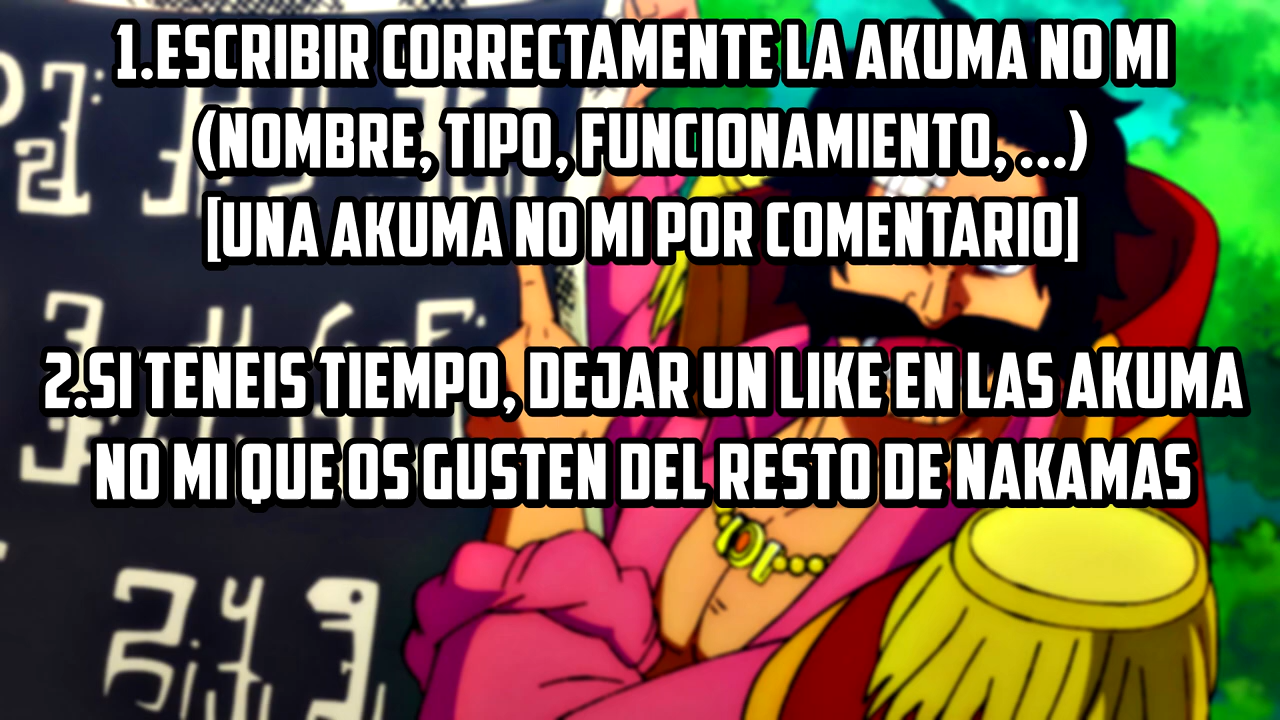 1.ESCRIBIR CORRECTAMENTE LA AKUMA NO MI
(NOMBRE, TIPO, FUNCIONAMIENTO, ...)
[UNA AKUMA NO MI POR COMENTARIO]
2.SI TENEIS TIEMPO, DEJAR UN LIKE EN LAS AKUMA
NO MI QUE OS GUSTEN DEL RESTO DE NAKAMAS